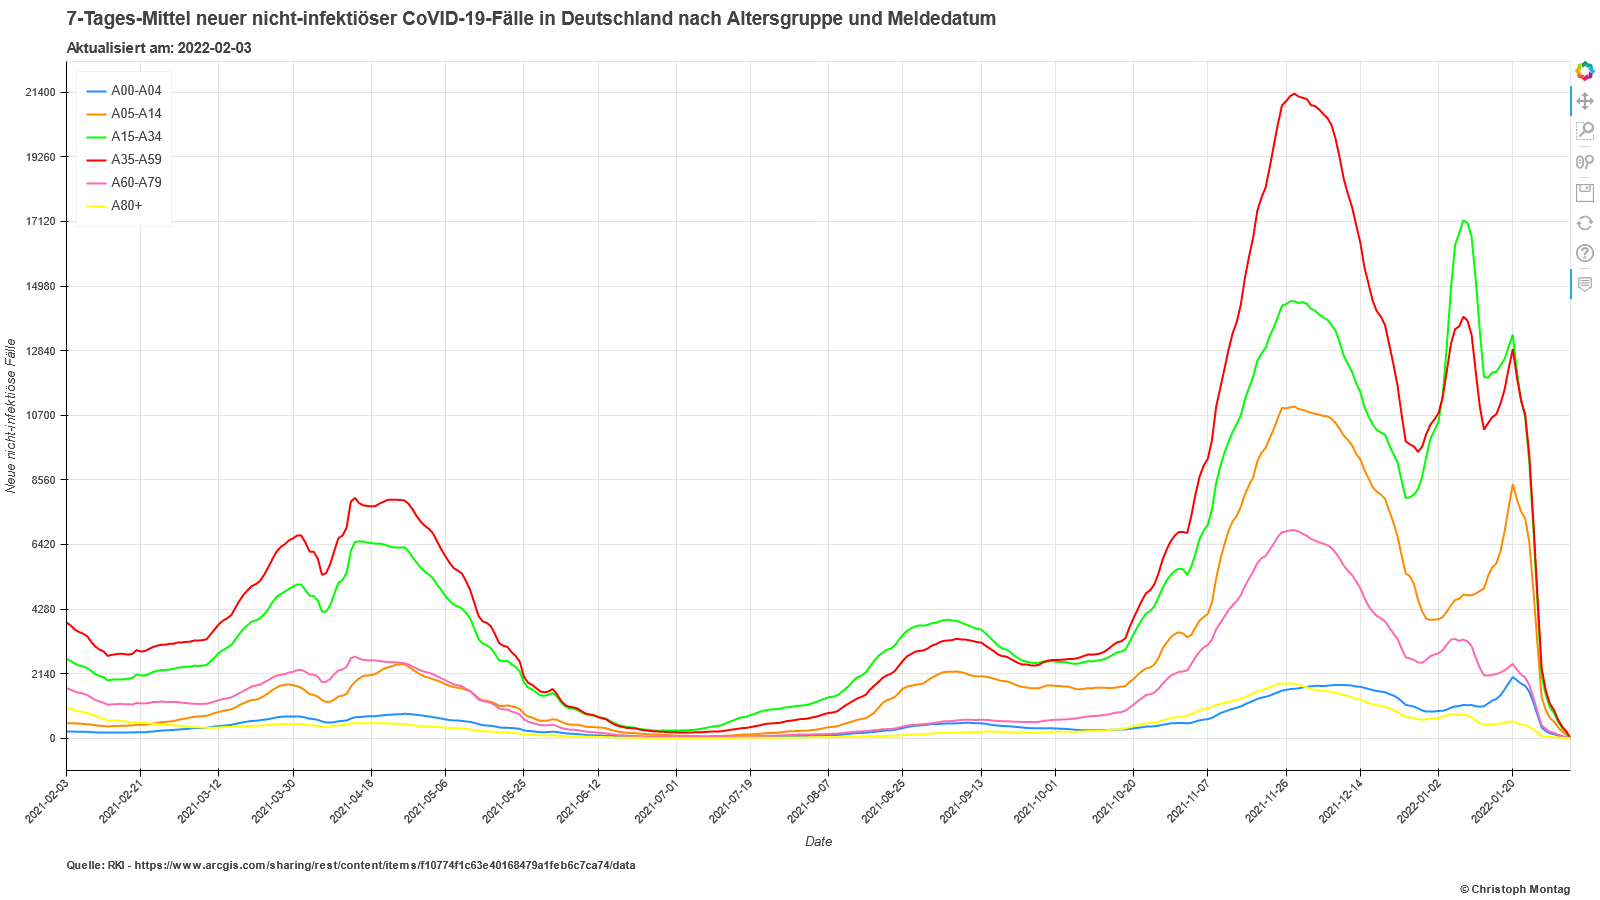 7-Tages-Mittel neuer nicht-infektiöser CoVID-19-Fälle in Deutschland nach Altersgruppe und Meldedatum
Aktualisiert am: 2022-02-03
A00-A04
A05-A14
A15-A34
A35-A59
A60-A79
A80+
21400
19260
17120
14980
12840
10700
8560
6420
4280
2140
0
Neue nicht-infektiöse Fälle
2021-02-03
2021-02-21
2021-03-12
2021-03-30
2021-04-18
2021-05-06
2021-05-25
2021-06-12
2021-07-01
2021-07-19
2021-08-07
2021-08-25
2021-09-13
2021-10-01
2021-10-20
2021-11-07
2021-11-26
2021-12-14
2022-01-02
2022-01-20
Date
Quelle: RKI - https://www.arcgis.com/sharing/rest/content/items/f10774f1c63e40168479a1feb6c7ca74/data
© Christoph Montag